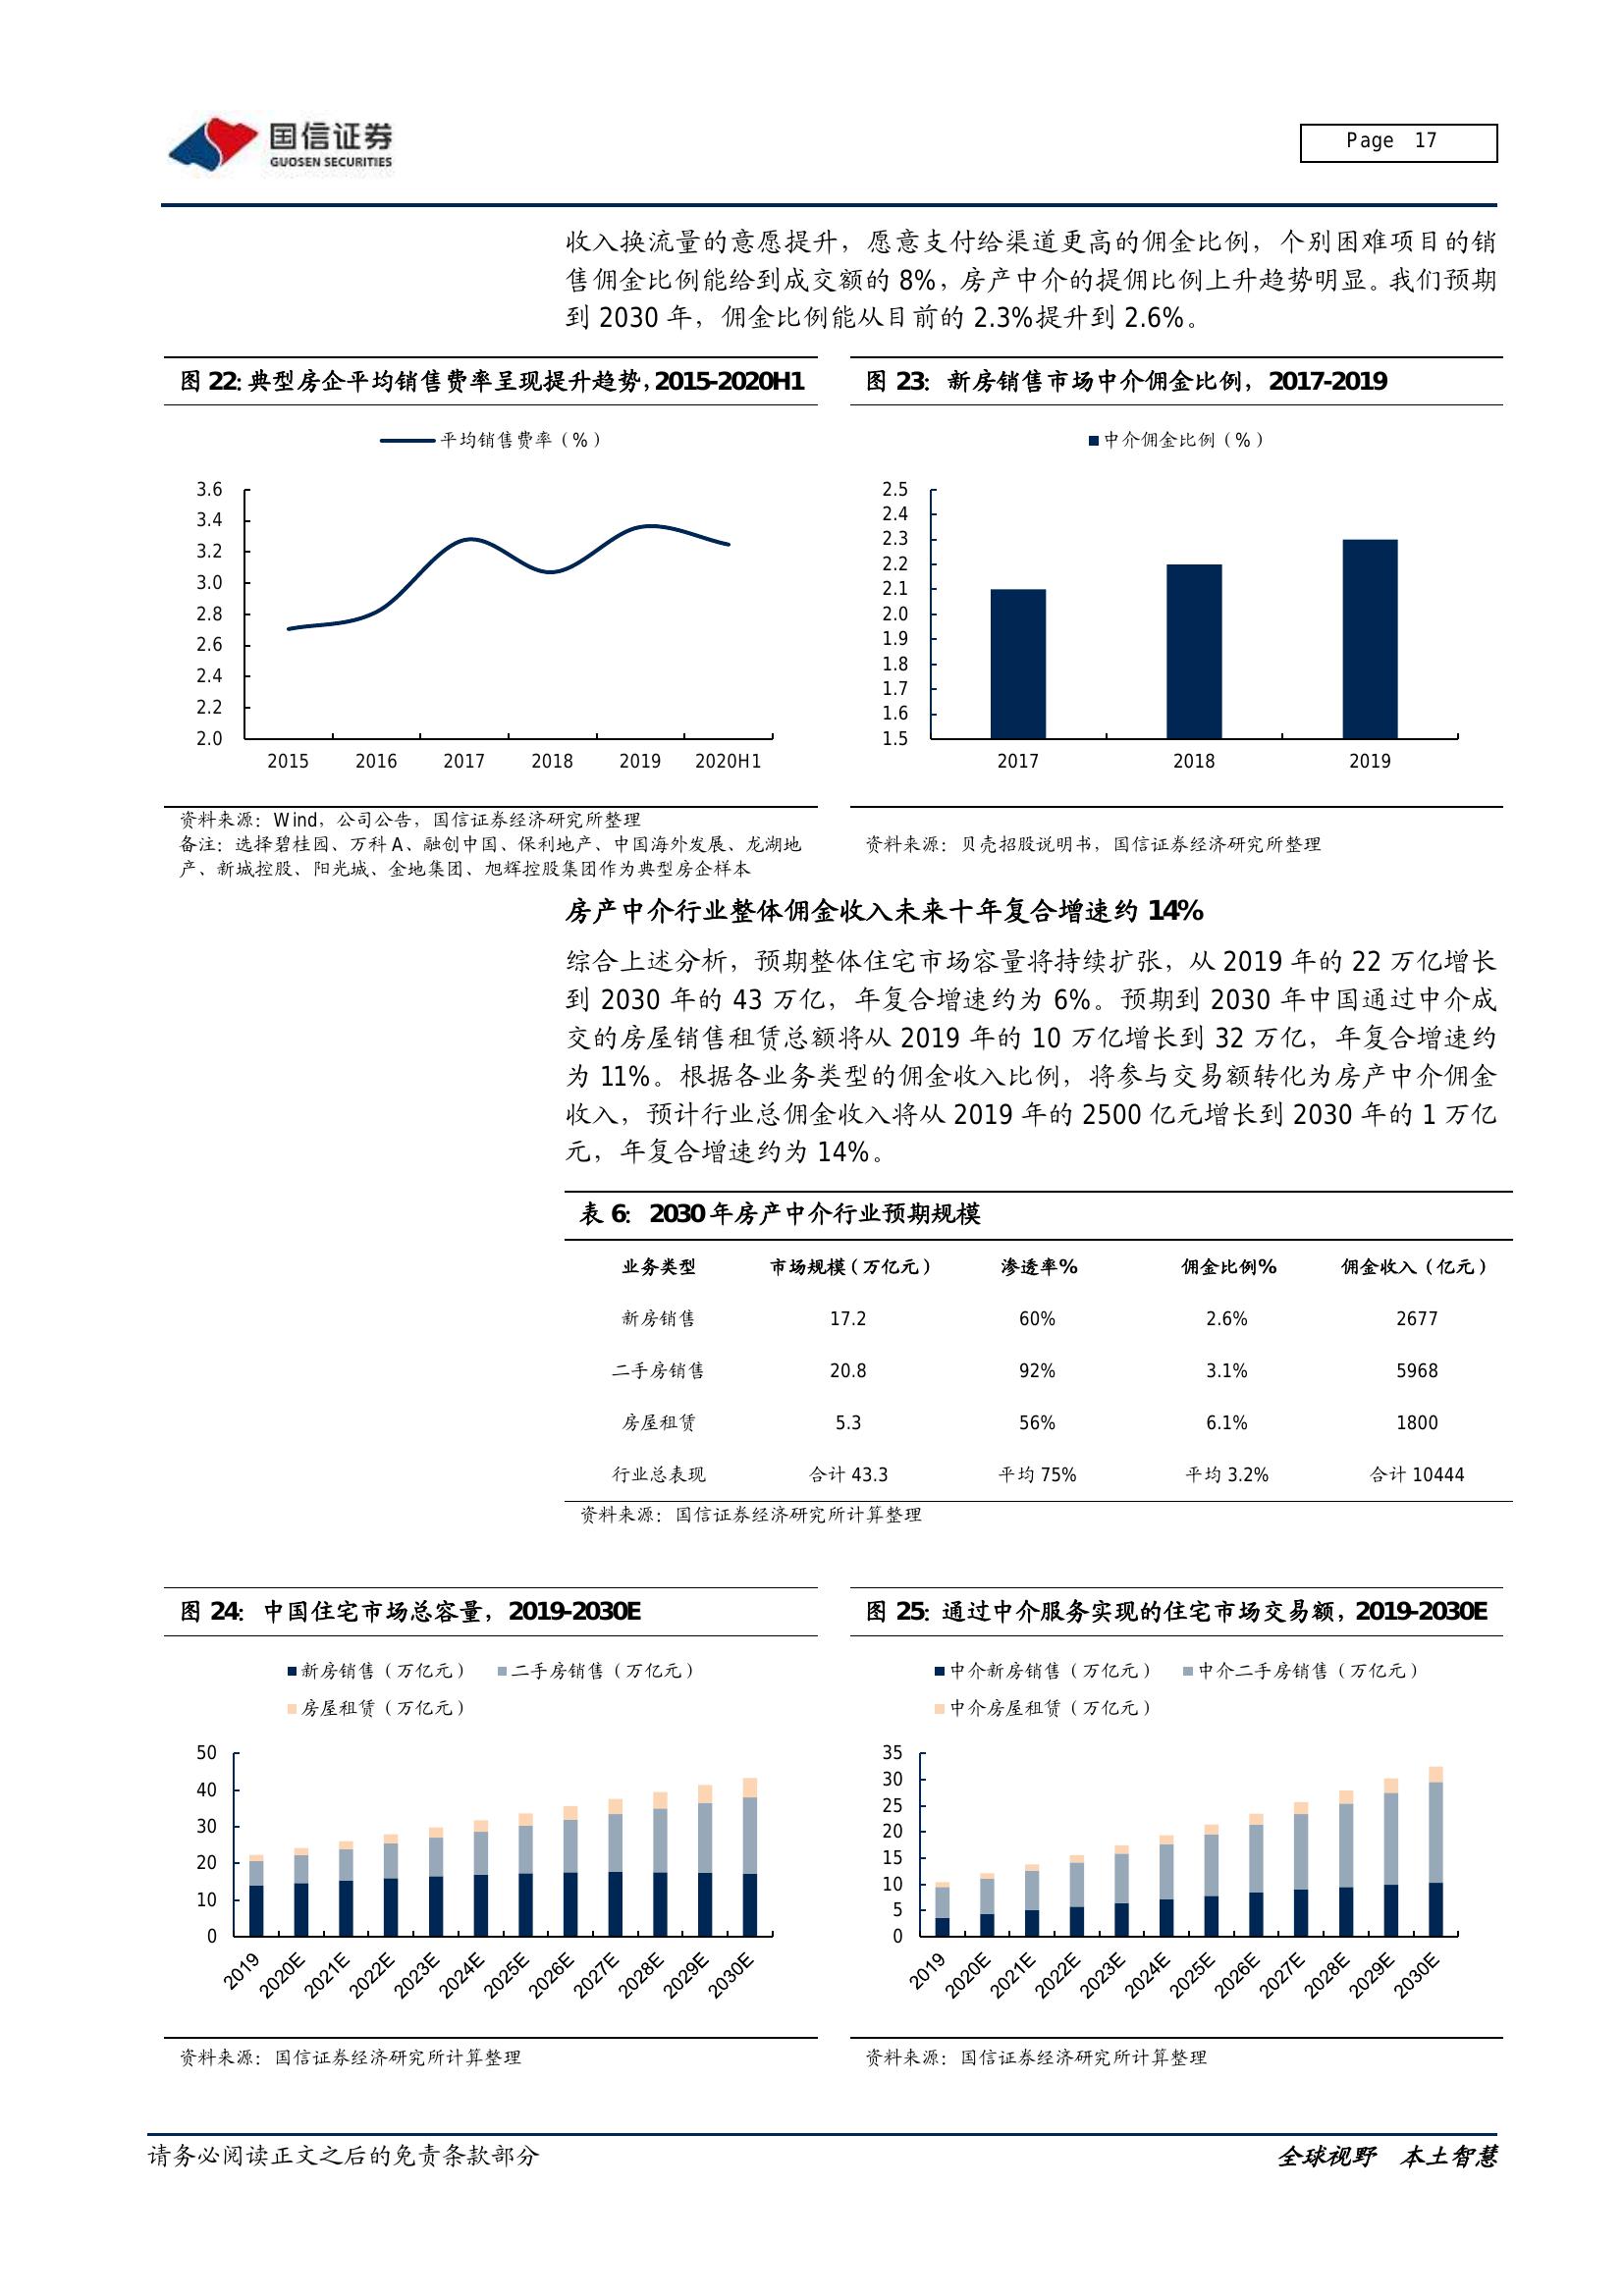 国信证券
GUOSEN SECURITIES
Page 17
收入换流量的意愿提升，愿意支付给渠道更高的佣金比例，个别困难项目的销
售佣金比例能给到成交额的 8%，房产中介的提佣比例上升趋势明显。我们预期
到 2030 年，佣金比例能从目前的 2.3%提升到 2.6%。
图 22：典型房企平均销售费率呈现提升趋势，2015-2020H1
平均销售费率（%）
3.6
3.4
3.2
3.0
2.8
2.6
2.4
2.2
2.0
2015 2016 2017 2018 2019 2020H1
资料来源：Wind，公司公告，国信证券经济研究所整理
备注：选择碧桂园、万科 A、融创中国、保利地产、中国海外发展、龙湖地
产、新城控股、阳光城、金地集团、旭辉控股集团作为典型房企样本
图 23： 新房销售市场中介佣金比例，2017-2019
中介佣金比例（%）
2.5
2.4
2.3
2.2
2.1
2.0
1.9
1.8
1.7
1.6
1.5
2017 2018 2019
资料来源：贝壳招股说明书，国信证券经济研究所整理
房产中介行业整体佣金收入未来十年复合增速约 14%
综合上述分析，预期整体住宅市场容量将持续扩张，从 2019 年的 22 万亿增长
到 2030 年的 43 万亿，年复合增速约为 6%。预期到 2030 年中国通过中介成
交的房屋销售租赁总额将从 2019 年的 10 万亿增长到 32 万亿，年复合增速约
为 11%。根据各业务类型的佣金收入比例，将参与交易额转化为房产中介佣金
收入，预计行业总佣金收入将从 2019 年的 2500 亿元增长到 2030 年的 1 万亿
元，年复合增速约为 14%。
表 6： 2030 年房产中介行业预期规模
业务类型 市场规模（万亿元） 渗透率% 佣金比例% 佣金收入（亿元）
新房销售 17.2 60% 2.6% 2677
二手房销售 20.8 92% 3.1% 5968
房屋租赁 5.3 56% 6.1% 1800
行业总表现 合计 43.3 平均 75% 平均 3.2% 合计 10444
资料来源：国信证券经济研究所计算整理
图 24： 中国住宅市场总容量，2019-2030E
新房销售（万亿元） 二手房销售（万亿元）
房屋租赁（万亿元）
50
40
30
20
10
0
2019 2020E 2021E 2022E 2023E 2024E 2025E 2026E 2027E 2028E 2029E 2030E
资料来源：国信证券经济研究所计算整理
图 25：通过中介服务实现的住宅市场交易额，2019-2030E
中介新房销售（万亿元） 中介二手房销售（万亿元）
中介房屋租赁（万亿元）
35
30
25
20
15
10
5
0
2019 2020E 2021E 2022E 2023E 2024E 2025E 2026E 2027E 2028E 2029E 2030E
资料来源：国信证券经济研究所计算整理
请务必阅读正文之后的免责条款部分
全球视野 本土智慧